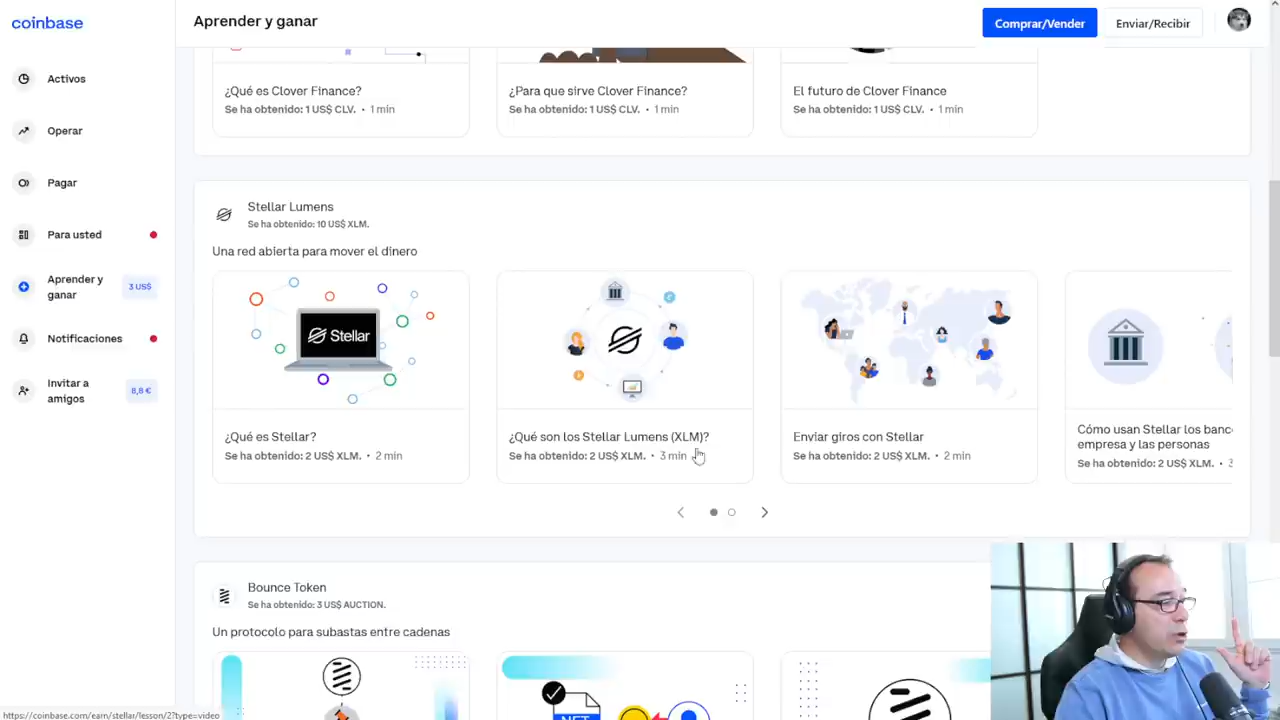 coinbase
Aprender y ganar
Comprar/Vender
Enviar/Recibir
Activos
Operar
Pagar
Para usted
Aprender y
ganar
3 US$
Notificaciones
Invitar a
amigos
8,8 €
¿Qué es Clover Finance?
Se ha obtenido: 1 US$ CLV. • 1 min
¿Para que sirve Clover Finance?
Se ha obtenido: 1 US$ CLV. • 1 min
El futuro de Clover Finance
Se ha obtenido: 1 US$ CLV. • 1 min
Stellar Lumens
Se ha obtenido: 10 US$ XLM.
Una red abierta para mover el dinero
Stellar
¿Qué es Stellar?
Se ha obtenido: 2 US$ XLM. • 2 min
¿Qué son los Stellar Lumens (XLM)?
Se ha obtenido: 2 US$ XLM. • 3 min
Enviar giros con Stellar
Se ha obtenido: 2 US$ XLM. • 2 min
Cómo usan Stellar los banc
empresa y las personas
Se ha obtenido: 2 US$ XLM. •
Bounce Token
Se ha obtenido: 3 US$ AUCTION.
Un protocolo para subastas entre cadenas
https://coinbase.com/earn/stellar/lesson/2?type=video